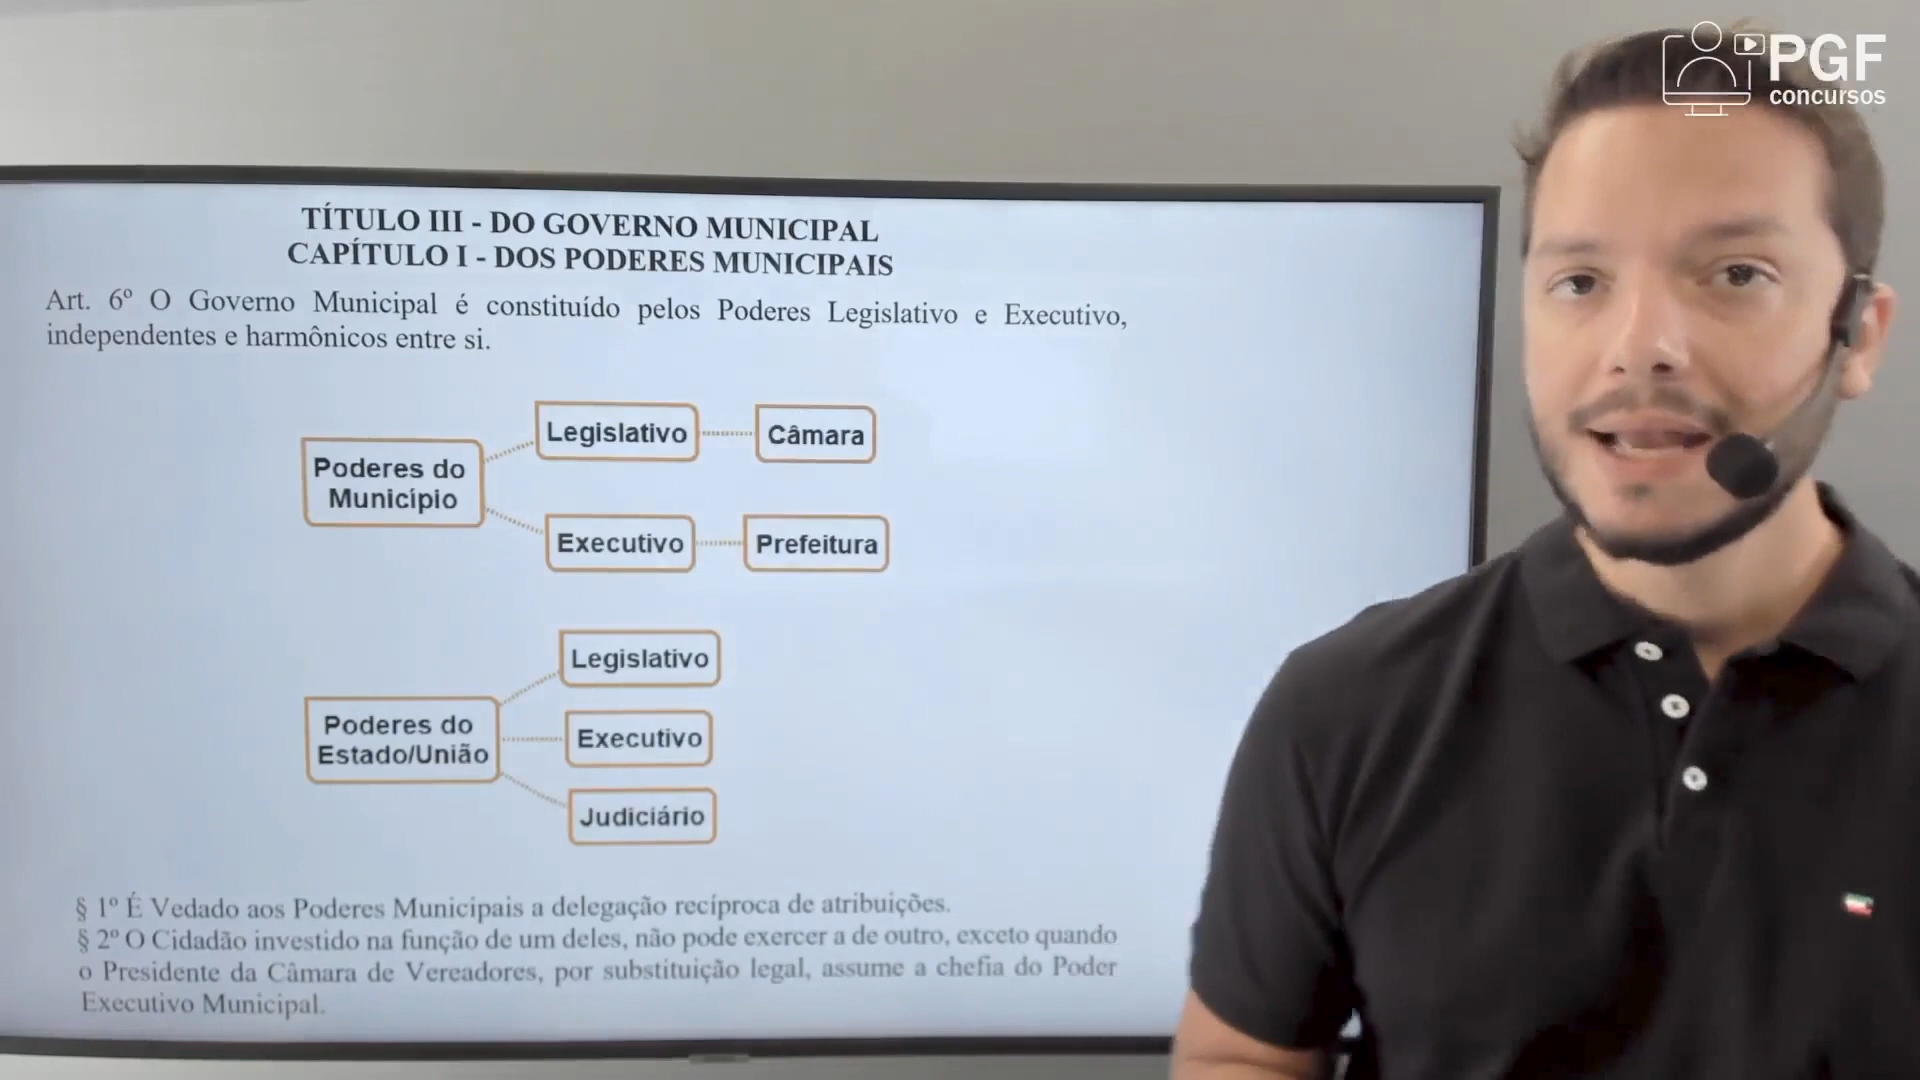 PGF
concursos
TÍTULO III - DO GOVERNO MUNICIPAL
CAPÍTULO I - DOS PODERES MUNICIPAIS
Art. 6º O Governo Municipal é constituído pelos Poderes Legislativo e Executivo,
independentes e harmônicos entre si.
Poderes do
Município
Legislativo
Câmara
Executivo
Prefeitura
Poderes do
Estado/União
Legislativo
Executivo
Judiciário
§ 1º É Vedado aos Poderes Municipais a delegação recíproca de atribuições.
§ 2º O Cidadão investido na função de um deles, não pode exercer a de outro, exceto quando
o Presidente da Câmara de Vereadores, por substituição legal, assume a chefia do Poder
Executivo Municipal.